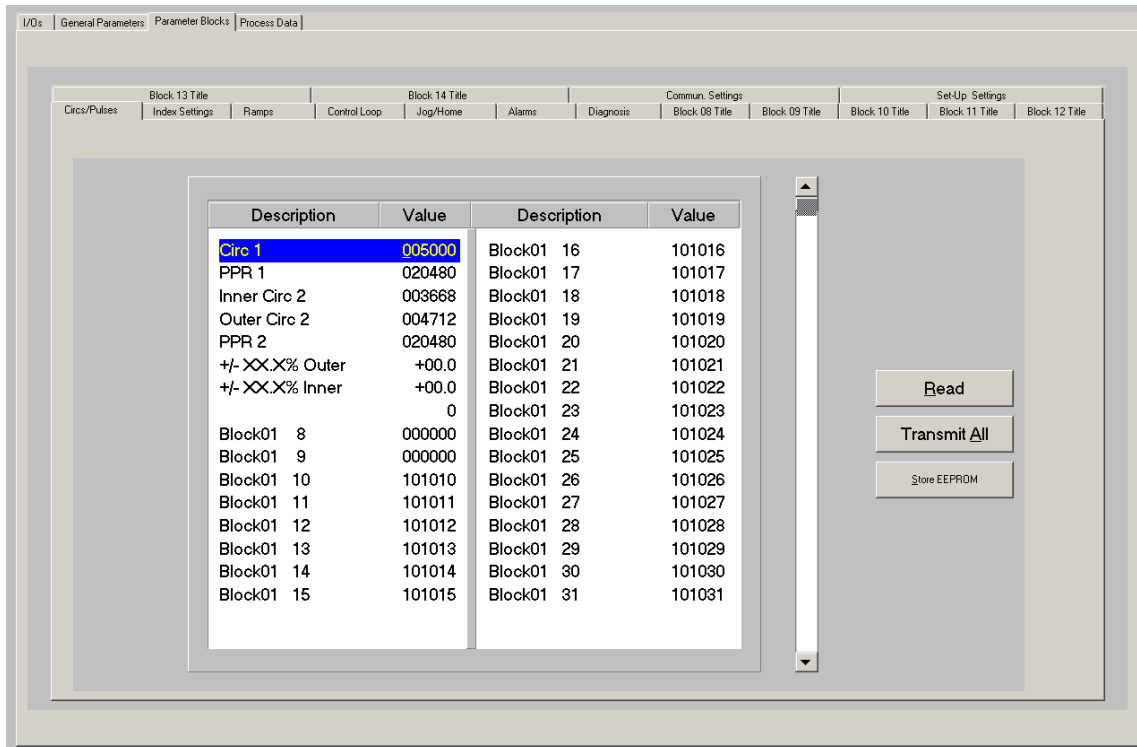 I/Os General Parameters Parameter Blocks Process Data
Block 13 Title Block 14 Title Commun. Settings Set-Up Settings
Circs/Pulses Index Settings Ramps Control Loop Jog/Home Alarms Diagnosis Block 08 Title Block 09 Title Block 10 Title Block 11 Title Block 12 Title
Description Value Description Value
Circ 1 005000 Block01 16 101016
PPR 1 020480 Block01 17 101017
Inner Circ 2 003668 Block01 18 101018
Outer Circ 2 004712 Block01 19 101019
PPR 2 020480 Block01 20 101020
+/- XX.X% Outer +00.0 Block01 21 101021
+/- XX.X% Inner +00.0 Block01 22 101022
0 Block01 23 101023
Block01 8 000000 Block01 24 101024
Block01 9 000000 Block01 25 101025
Block01 10 101010 Block01 26 101026
Block01 11 101011 Block01 27 101027
Block01 12 101012 Block01 28 101028
Block01 13 101013 Block01 29 101029
Block01 14 101014 Block01 30 101030
Block01 15 101015 Block01 31 101031
Read
Transmit All
Store EEPROM